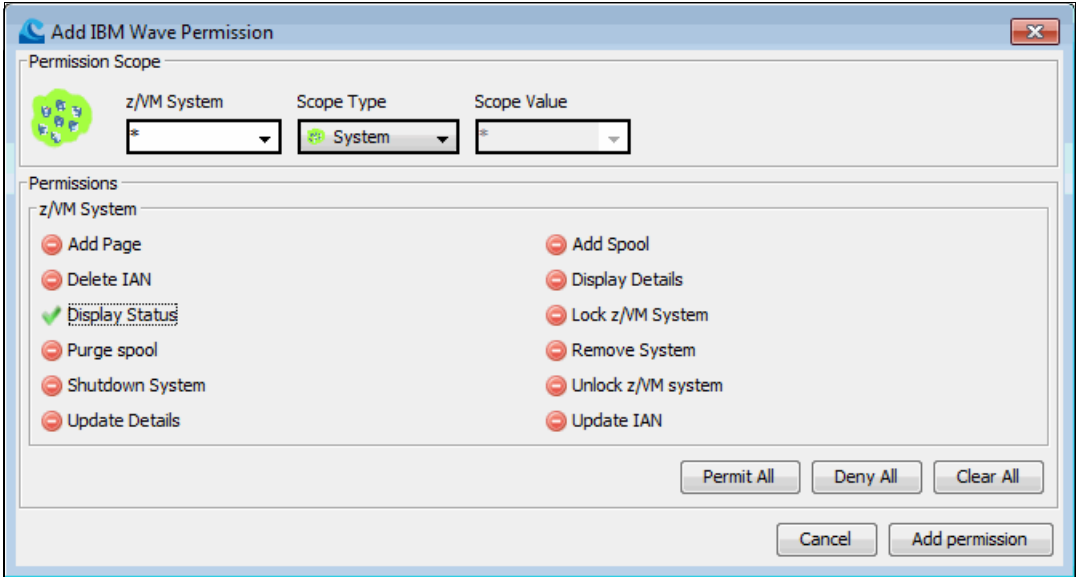 Add IBM Wave Permission
Permission Scope
z/VM System Scope Type Scope Value
* System *
Permissions
z/VM System
Add Page Add Spool
Delete IAN Display Details
Display Status Lock z/VM System
Purge spool Remove System
Shutdown System Unlock z/VM system
Update Details Update IAN
Permit All Deny All Clear All
Cancel Add permission